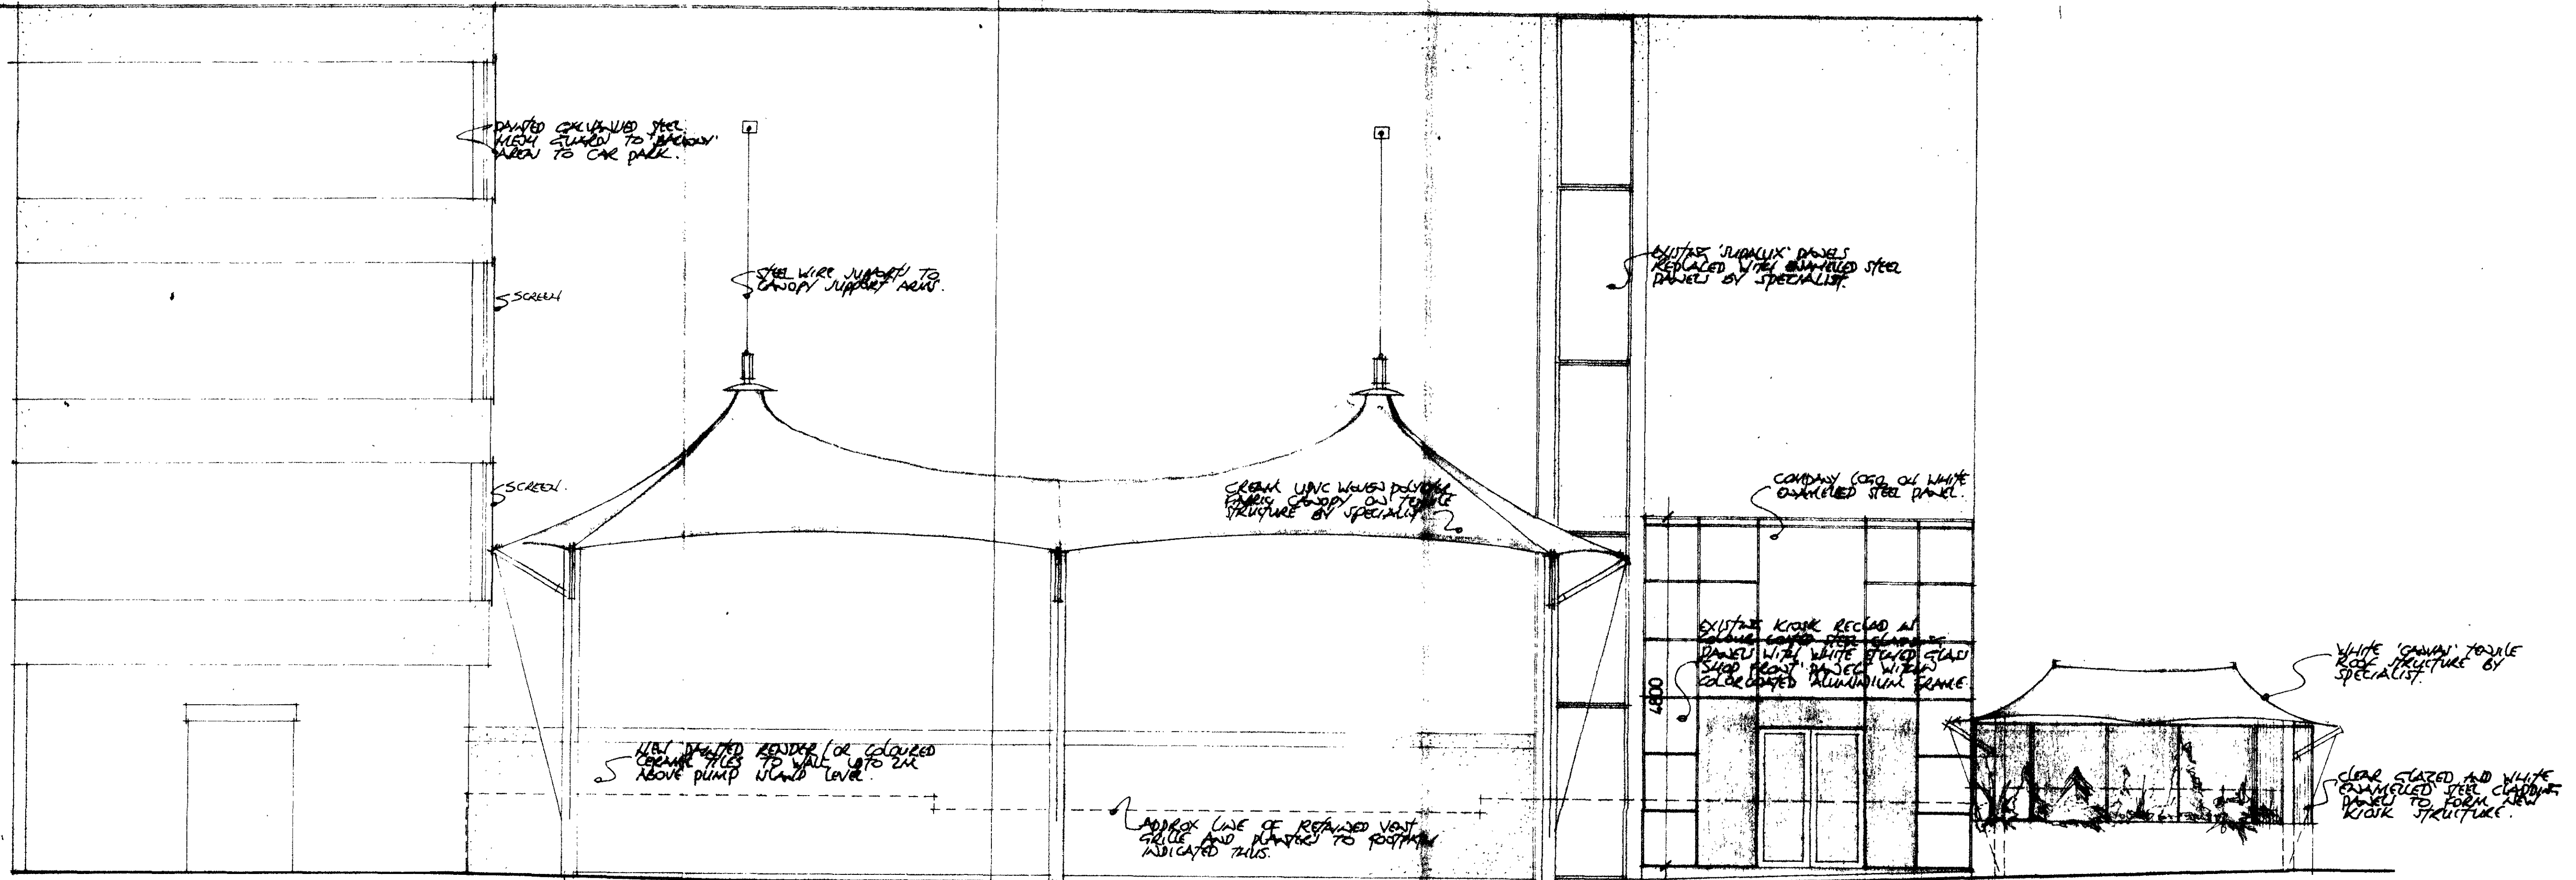 PAINTED GALVANISED STEEL
MESH GUARD TO 'BALCONY'
AREA TO CAR PARK.
SCREEN
SCREEN.
STEEL WIRE SUPPORTS TO
CANOPY SUPPORT ARMS.
EXISTING 'SUPALUX' PANELS
REPLACED WITH ENAMELLED STEEL
PANELS BY SPECIALIST.
CREAM UPVC WOVEN POLYESTER
FABRIC CANOPY ON TENSILE
STRUCTURE BY SPECIALIST
COMPANY LOGO ON WHITE
ENAMELLED STEEL PANEL.
EXISTING KIOSK RECLAD IN
COLOUR COATED STEEL CLADDING
PANELS WITH WHITE ETCHED GLASS
'SHOP FRONT' PANELS WITHIN
COLOR COATED ALUMINIUM FRAME.
4800
WHITE 'CANVAS' TENSILE
ROOF STRUCTURE BY
SPECIALIST.
CLEAR GLAZED AND WHITE
ENAMELLED STEEL CLADDING
PANELS TO FORM NEW
KIOSK STRUCTURE.
NEW PAINTED RENDER / OR COLOURED
CERAMIC TILES TO WALL UPTO 2M
ABOVE PUMP ISLAND LEVEL.
APPROX LINE OF RETAINED VENT
GRILLE AND PLANTERS TO FOOTPATH
INDICATED THUS.